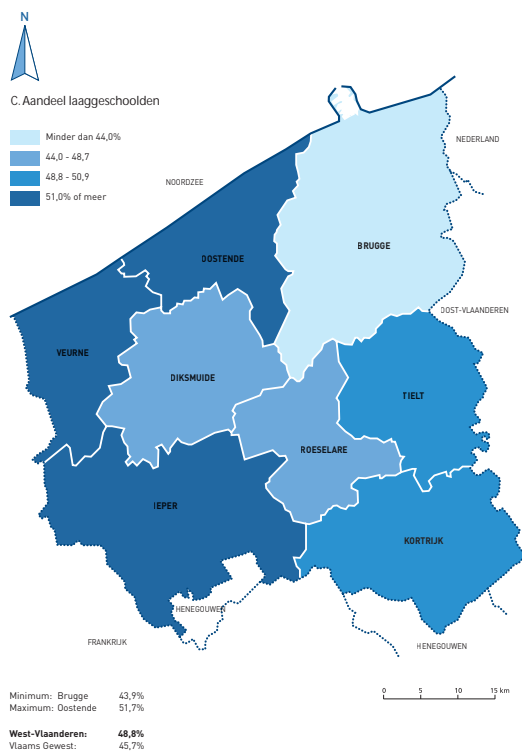 N
C. Aandeel laaggeschoolden
Minder dan 44,0%
44,0 - 48,7
48,8 - 50,9
51,0% of meer
NEDERLAND
NOORDZEE
BRUGGE
OOSTENDE
OOST-VLAANDEREN
VEURNE
DIKSMUIDE
TIELT
ROESELARE
IEPER
KORTRIJK
HENEGOUWEN
FRANKRIJK
HENEGOUWEN
0 5 10 15 km
Minimum: Brugge 43,9%
Maximum: Oostende 51,7%
West-Vlaanderen: 48,8%
Vlaams Gewest: 45,7%